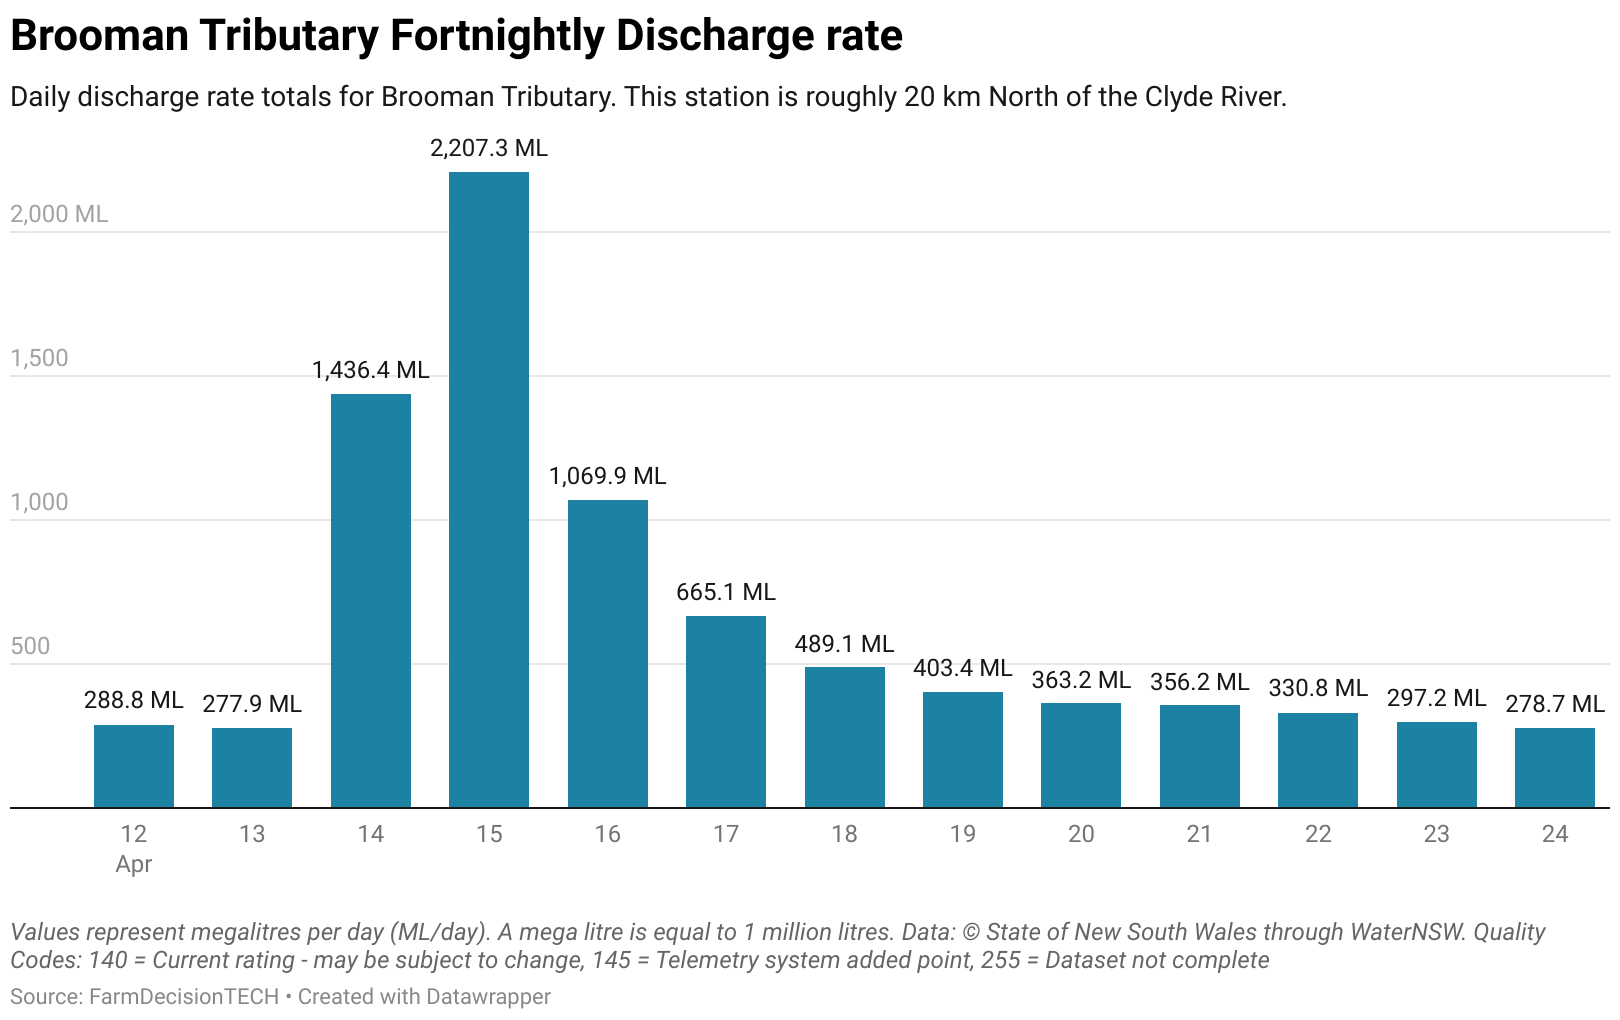 Brooman Tributary Fortnightly Discharge rate
Daily discharge rate totals for Brooman Tributary. This station is roughly 20 km North of the Clyde River.
2,207.3 ML
2,000 ML
1,500
1,436.4 ML
1,069.9 ML
1,000
665.1 ML
500
489.1 ML
403.4 ML
288.8 ML
277.9 ML
363.2 ML
356.2 ML
330.8 ML
297.2 ML
278.7 ML
12 13 14 15 16 17 18 19 20 21 22 23 24
Apr
Values represent megalitres per day (ML/day). A mega litre is equal to 1 million litres. Data: © State of New South Wales through WaterNSW. Quality
Codes: 140 = Current rating - may be subject to change, 145 = Telemetry system added point, 255 = Dataset not complete
Source: FarmDecisionTECH • Created with Datawrapper